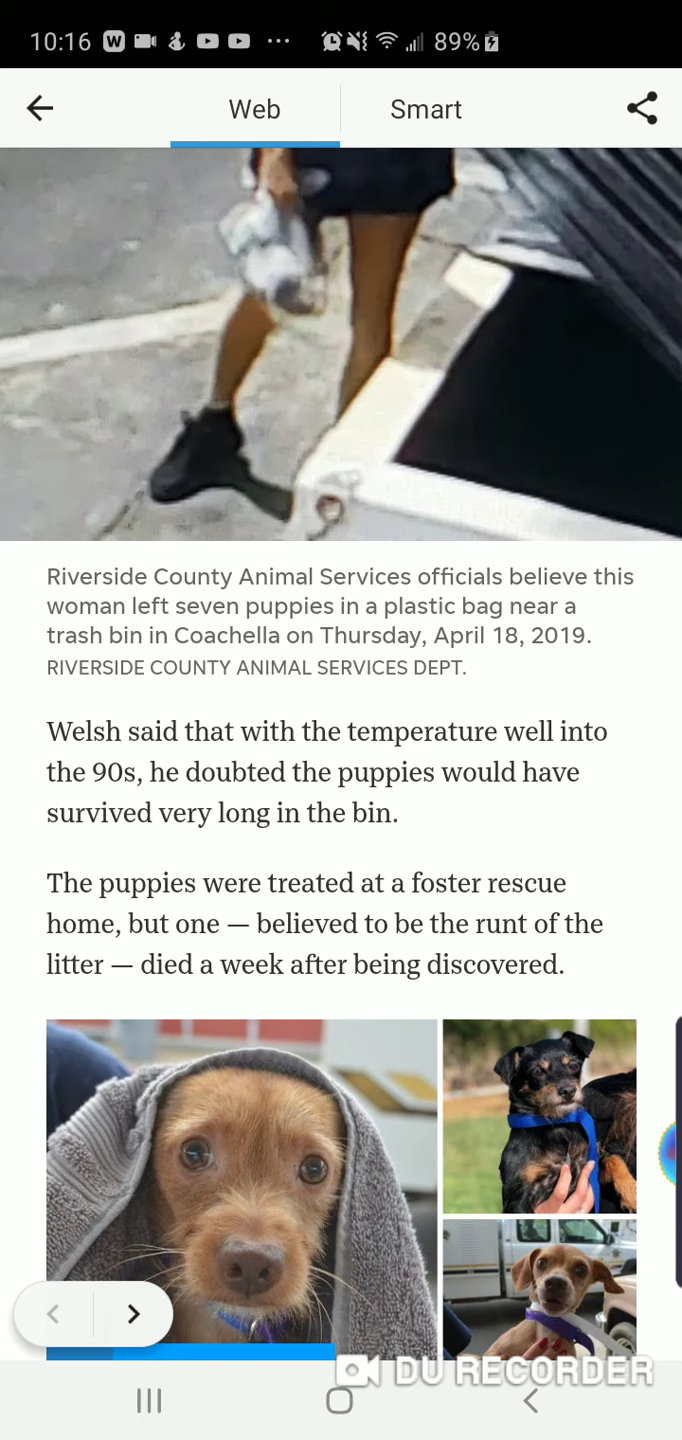 10:16
W
89%
Web
Smart
Riverside County Animal Services officials believe this
woman left seven puppies in a plastic bag near a
trash bin in Coachella on Thursday, April 18, 2019.
RIVERSIDE COUNTY ANIMAL SERVICES DEPT.
Welsh said that with the temperature well into
the 90s, he doubted the puppies would have
survived very long in the bin.
The puppies were treated at a foster rescue
home, but one — believed to be the runt of the
litter — died a week after being discovered.
DU RECORDER